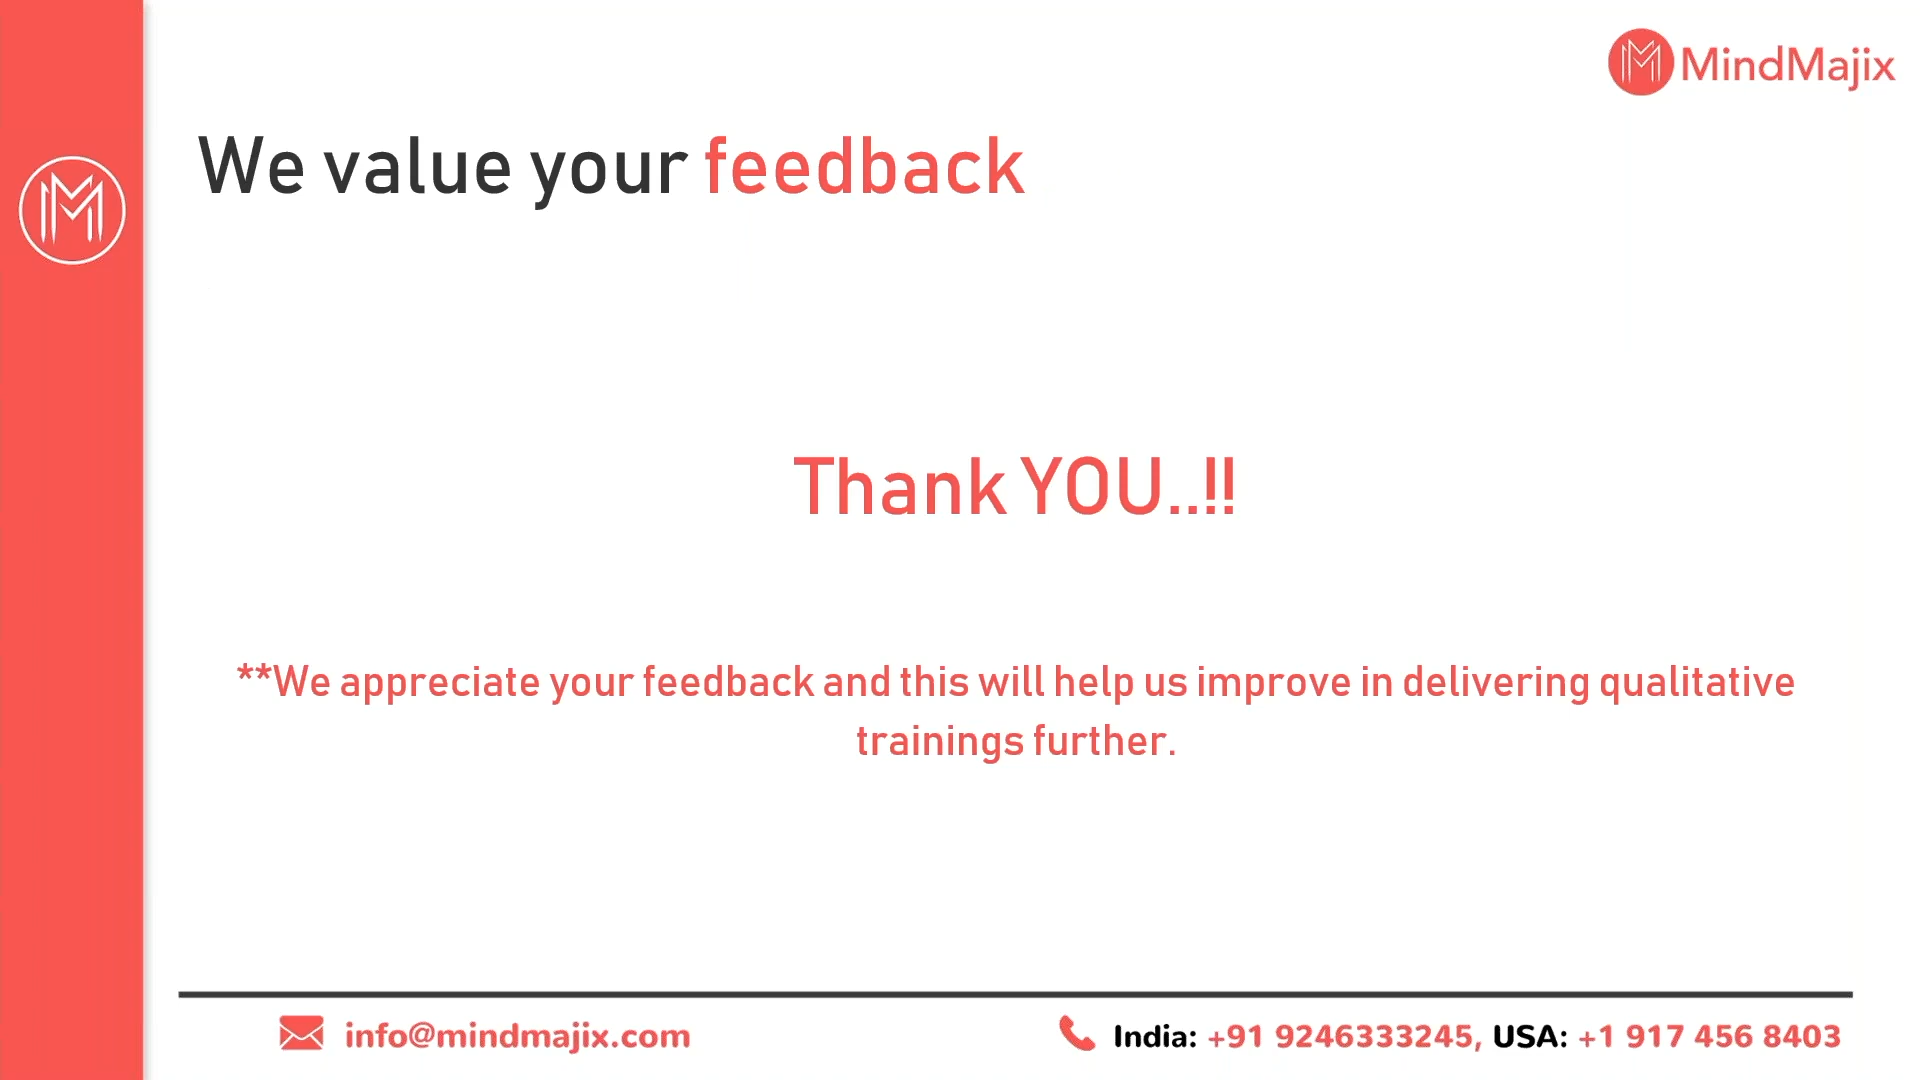 MindMajix
We value your feedback
Thank YOU..!!
**We appreciate your feedback and this will help us improve in delivering qualitative
trainings further.
info@mindmajix.com
India: +91 9246333245, USA: +1 917 456 8403